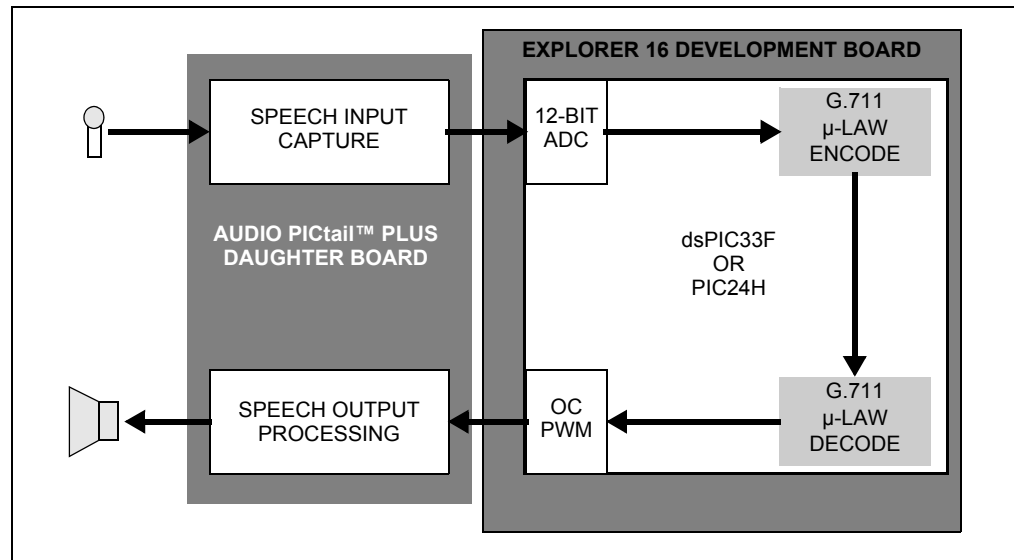 EXPLORER 16 DEVELOPMENT BOARD
SPEECH INPUT
CAPTURE
12-BIT
ADC
G.711
µ-LAW
ENCODE
AUDIO PICtail™ PLUS
DAUGHTER BOARD
dsPIC33F
OR
PIC24H
SPEECH OUTPUT
PROCESSING
OC
PWM
G.711
µ-LAW
DECODE